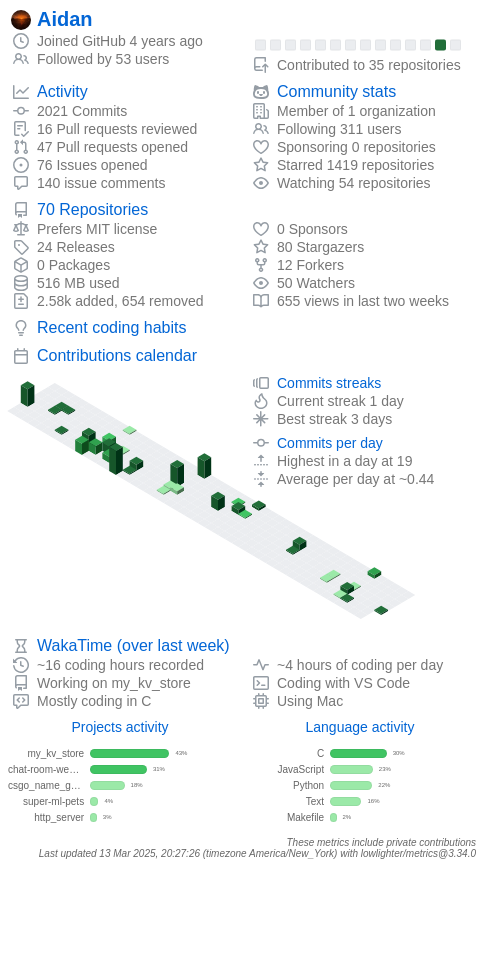 Aidan
Joined GitHub 4 years ago
Followed by 53 users
Contributed to 35 repositories
Activity
2021 Commits
16 Pull requests reviewed
47 Pull requests opened
76 Issues opened
140 issue comments
Community stats
Member of 1 organization
Following 311 users
Sponsoring 0 repositories
Starred 1419 repositories
Watching 54 repositories
70 Repositories
Prefers MIT license
24 Releases
0 Packages
516 MB used
2.58k added, 654 removed
0 Sponsors
80 Stargazers
12 Forkers
50 Watchers
655 views in last two weeks
Recent coding habits
Contributions calendar
Commits streaks
Current streak 1 day
Best streak 3 days
Commits per day
Highest in a day at 19
Average per day at ~0.44
WakaTime (over last week)
~16 coding hours recorded
Working on my_kv_store
Mostly coding in C
~4 hours of coding per day
Coding with VS Code
Using Mac
Projects activity
my_kv_store 43%
chat-room-we... 31%
csgo_name_g... 18%
super-ml-pets 4%
http_server 3%
Language activity
C 30%
JavaScript 23%
Python 22%
Text 16%
Makefile 2%
These metrics include private contributions
Last updated 13 Mar 2025, 20:27:26 (timezone America/New_York) with lowlighter/metrics@3.34.0